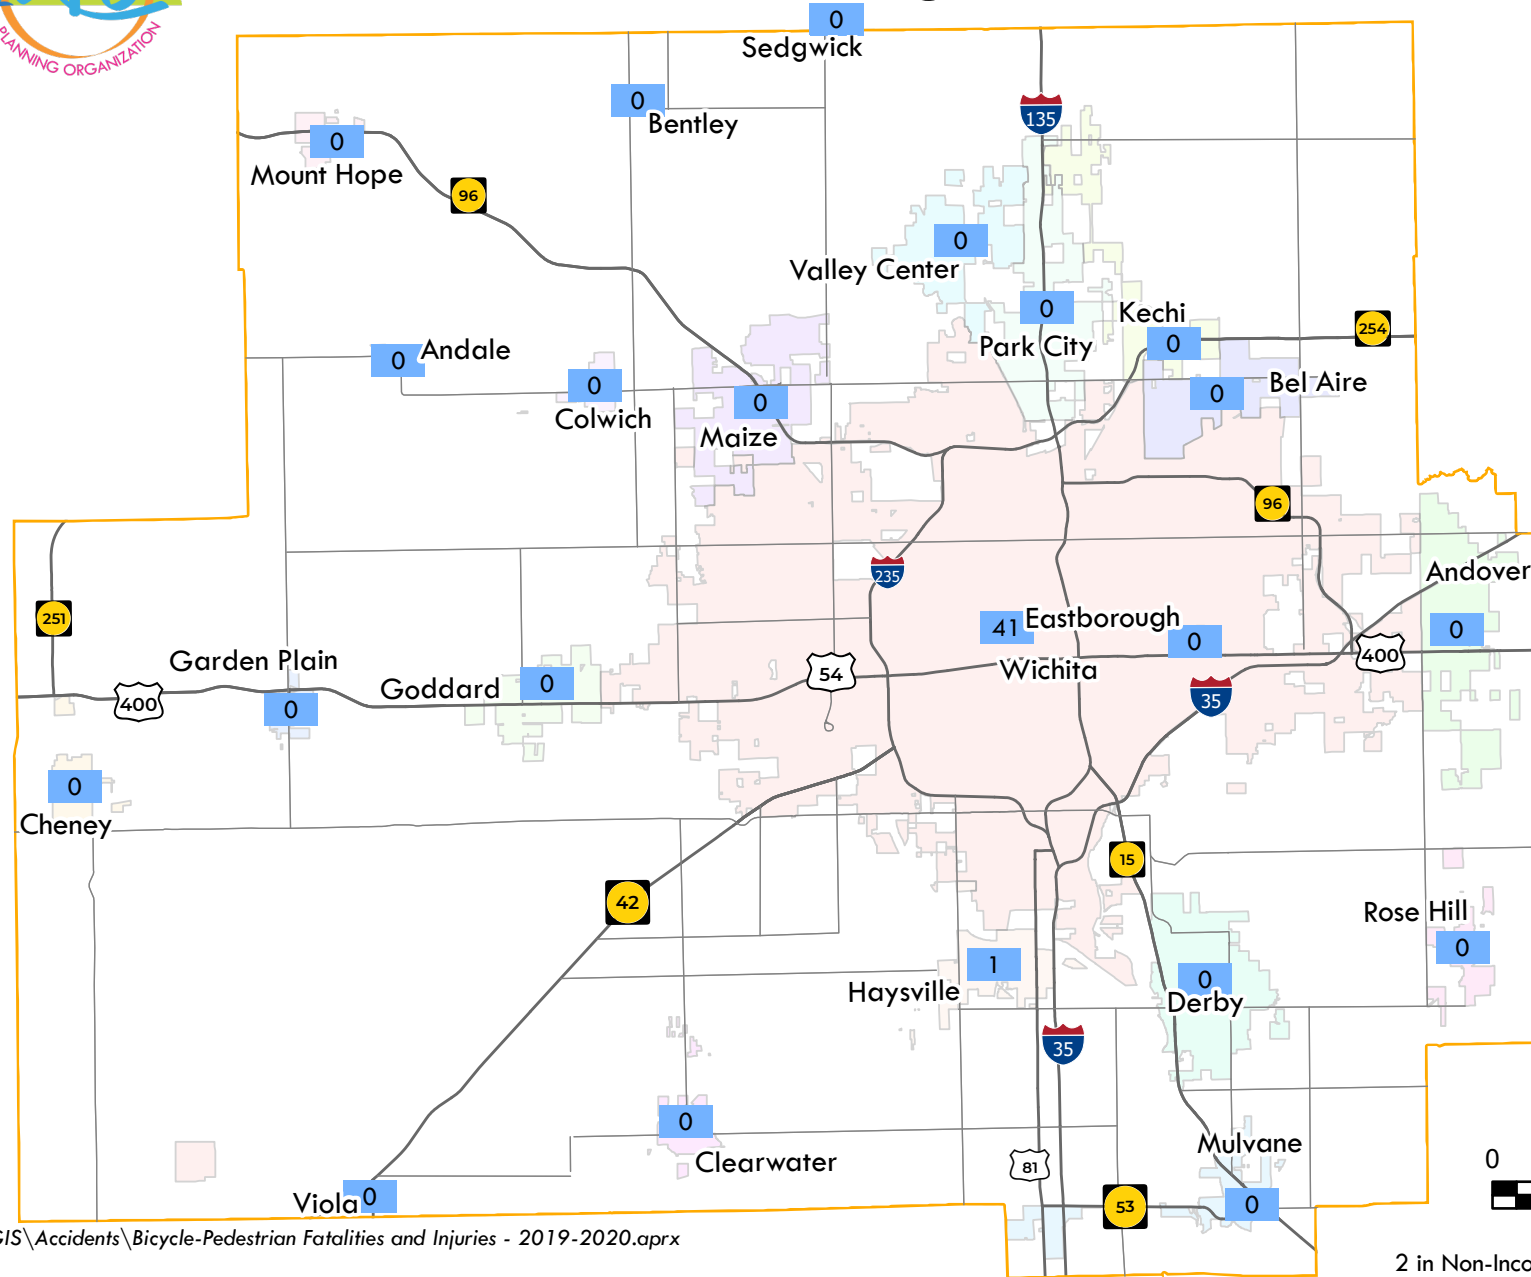 PLANNING ORGANIZATION
0
Sedgwick
0
Bentley
135
0
Mount Hope
96
0
Valley Center
0
Park City
Kechi
0
254
0
Andale
0
Colwich
0
Maize
0
Bel Aire
96
235
Andover
0
251
41
Eastborough
0
Wichita
400
54
35
Garden Plain
0
Goddard
0
400
0
Cheney
15
42
Rose Hill
0
1
Haysville
0
Derby
35
0
Clearwater
Mulvane
0
81
53
Viola
0
0
GIS\Accidents\Bicycle-Pedestrian Fatalities and Injuries - 2019-2020.aprx
2 in Non-Inco